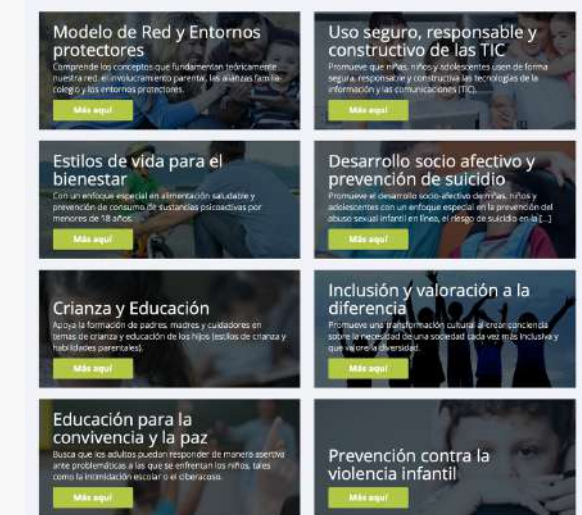 Modelo de Red y Entornos
protectores
Comprende los conceptos que fundamentan teóricamente
nuestra red, el involucramiento parental, las alianzas familia-
colegio y los entornos protectores.
Más aquí
Uso seguro, responsable y
constructivo de las TIC
Promueve que niñas, niños y adolescentes usen de forma
segura, responsable y constructiva las tecnologías de la
información y las comunicaciones (TIC).
Más aquí
Estilos de vida para el
bienestar
Con un enfoque especial en alimentación saludable y
prevención de consumo de sustancias psicoactivas por
menores de 18 años.
Más aquí
Desarrollo socio afectivo y
prevención de suicidio
Promueve el desarrollo socio-afectivo de niñas, niños y
adolescentes con un enfoque especial en la prevención del
abuso sexual infantil en línea, el riesgo de suicidio en la [...]
Más aquí
Crianza y Educación
Apoya la formación de padres, madres y cuidadores en
temas de crianza y educación de los hijos (estilos de crianza y
habilidades parentales).
Más aquí
Inclusión y valoración a la
diferencia
Promueve una transformación cultural al crear conciencia
sobre la necesidad de una sociedad cada vez más inclusiva y
que valore la diversidad.
Más aquí
Educación para la
convivencia y la paz
Busca que los adultos puedan responder de manera asertiva
ante problemáticas a las que se enfrentan los niños, tales
como la intimidación escolar o el ciberacoso.
Más aquí
Prevención contra la
violencia infantil
Más aquí